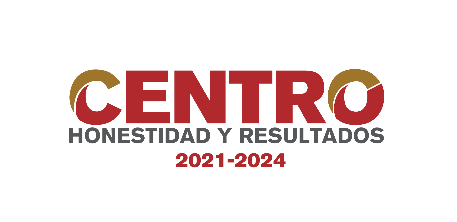 CENTRO
HONESTIDAD Y RESULTADOS
2021-2024